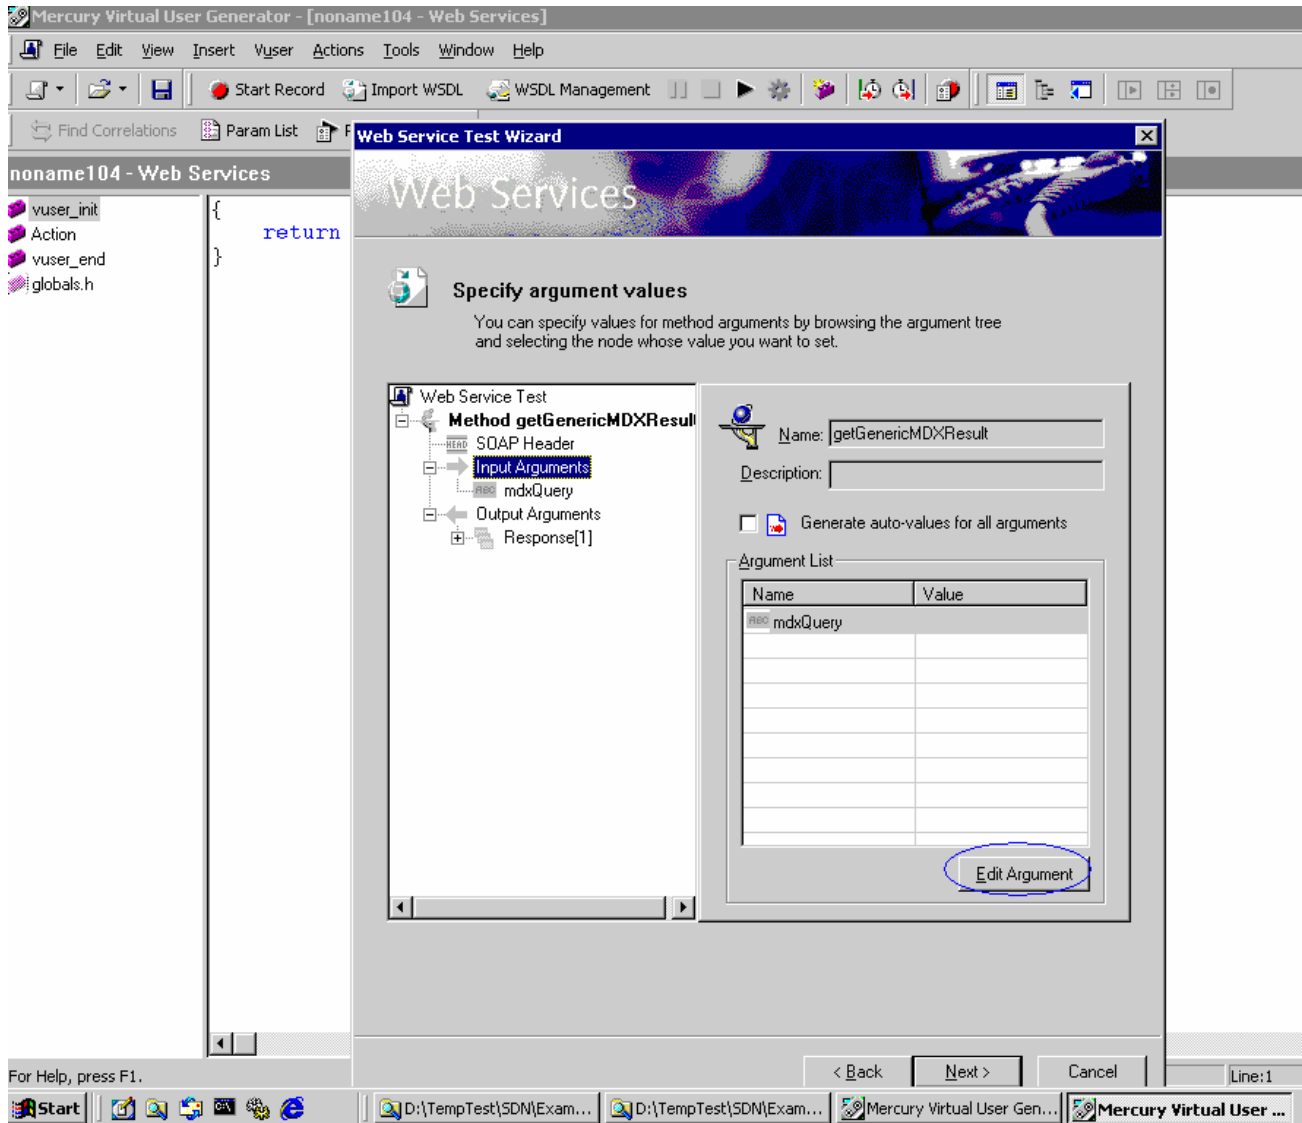 Mercury Virtual User Generator - [noname104 - Web Services]
File Edit View Insert Vuser Actions Tools Window Help
Start Record Import WSDL WSDL Management
Find Correlations Param List
Web Service Test Wizard
noname104 - Web Services
Web Services
vuser_init
Action
vuser_end
globals.h
{
return
}
Specify argument values
You can specify values for method arguments by browsing the argument tree
and selecting the node whose value you want to set.
Web Service Test
Method getGenericMDXResul
HEAD SOAP Header
Input Arguments
ABC mdxQuery
Output Arguments
Response[1]
Name: getGenericMDXResult
Description:
Generate auto-values for all arguments
Argument List
Name Value
ABC mdxQuery
Edit Argument
< Back Next > Cancel
For Help, press F1.
Line:1
Start D:\TempTest\SDN\Exam... D:\TempTest\SDN\Exam... Mercury Virtual User Gen... Mercury Virtual User ...